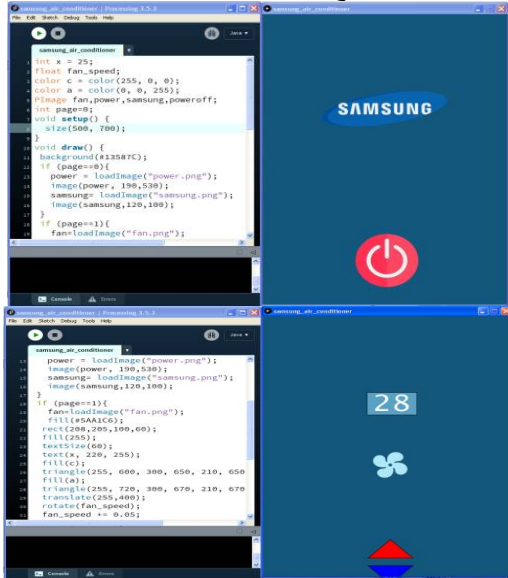 samsung_air_conditioner | Processing 3.5.3
File Edit Sketch Debug Tools Help
Java
samsung_air_conditioner
int x = 25;
float fan_speed;
color c = color(255, 0, 0);
color a = color(0, 0, 255);
PImage fan,power,samsung,poweroff;
int page=0;
void setup() {
size(500, 700);
}
void draw() {
background(#13587C);
if (page==0){
power = loadImage("power.png");
image(power, 190,530);
samsung= loadImage("samsung.png");
image(samsung,120,100);
}
if (page==1){
fan=loadImage("fan.png");
Console Errors
samsung_air_conditioner
SAMSUNG
samsung_air_conditioner | Processing 3.5.3
File Edit Sketch Debug Tools Help
Java
samsung_air_conditioner
power = loadImage("power.png");
image(power, 190,530);
samsung= loadImage("samsung.png");
image(samsung,120,100);
}
if (page==1){
fan=loadImage("fan.png");
fill(#5AA1C6);
rect(208,205,100,60);
fill(255);
textSize(60);
text(x, 220, 255);
fill(c);
triangle(255, 600, 300, 650, 210, 650
fill(a);
triangle(255, 720, 300, 670, 210, 670
translate(255,400);
rotate(fan_speed);
fan_speed += 0.05;
Console Errors
samsung_air_conditioner
28